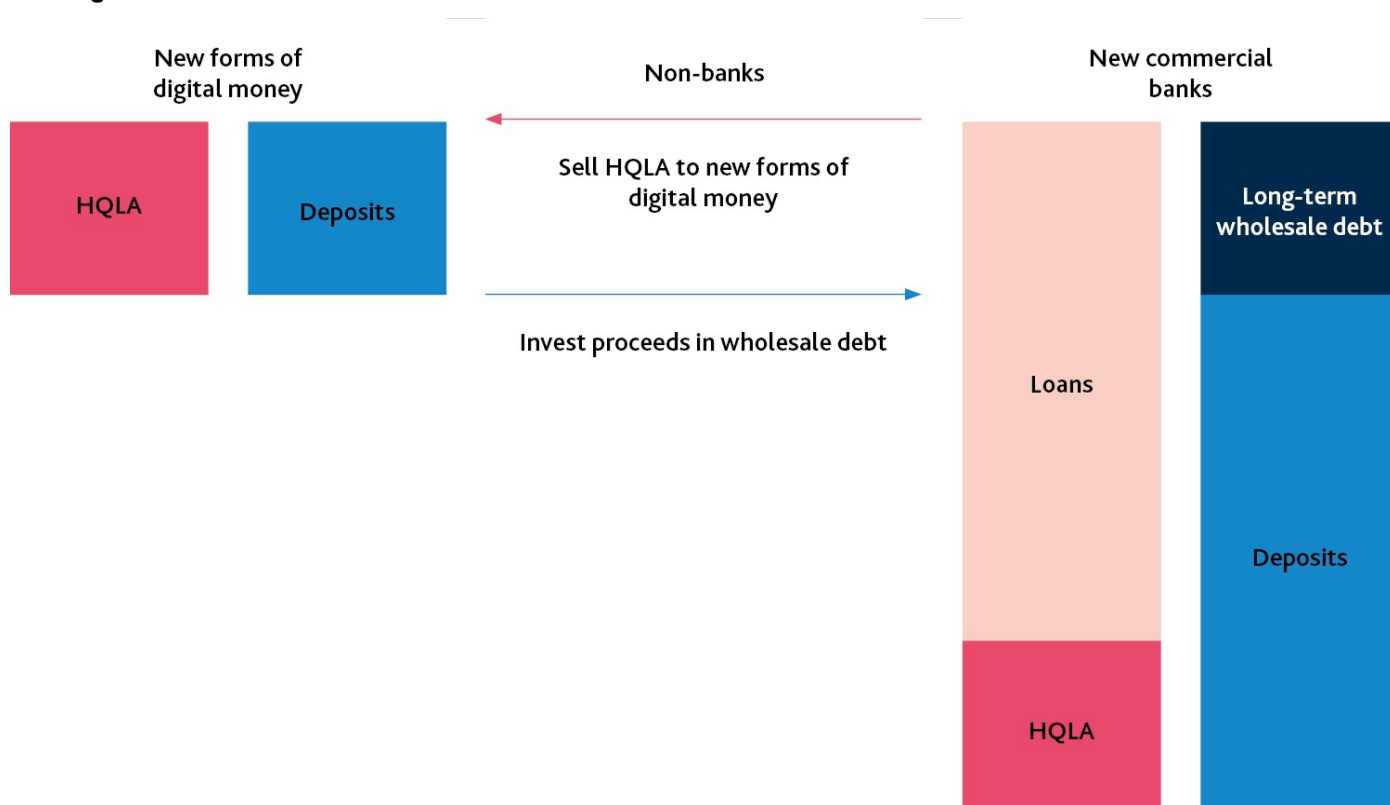 New forms of
digital money
Non-banks
New commercial
banks
HQLA
Deposits
Sell HQLA to new forms of
digital money
Long-term
wholesale debt
Invest proceeds in wholesale debt
Loans
Deposits
HQLA